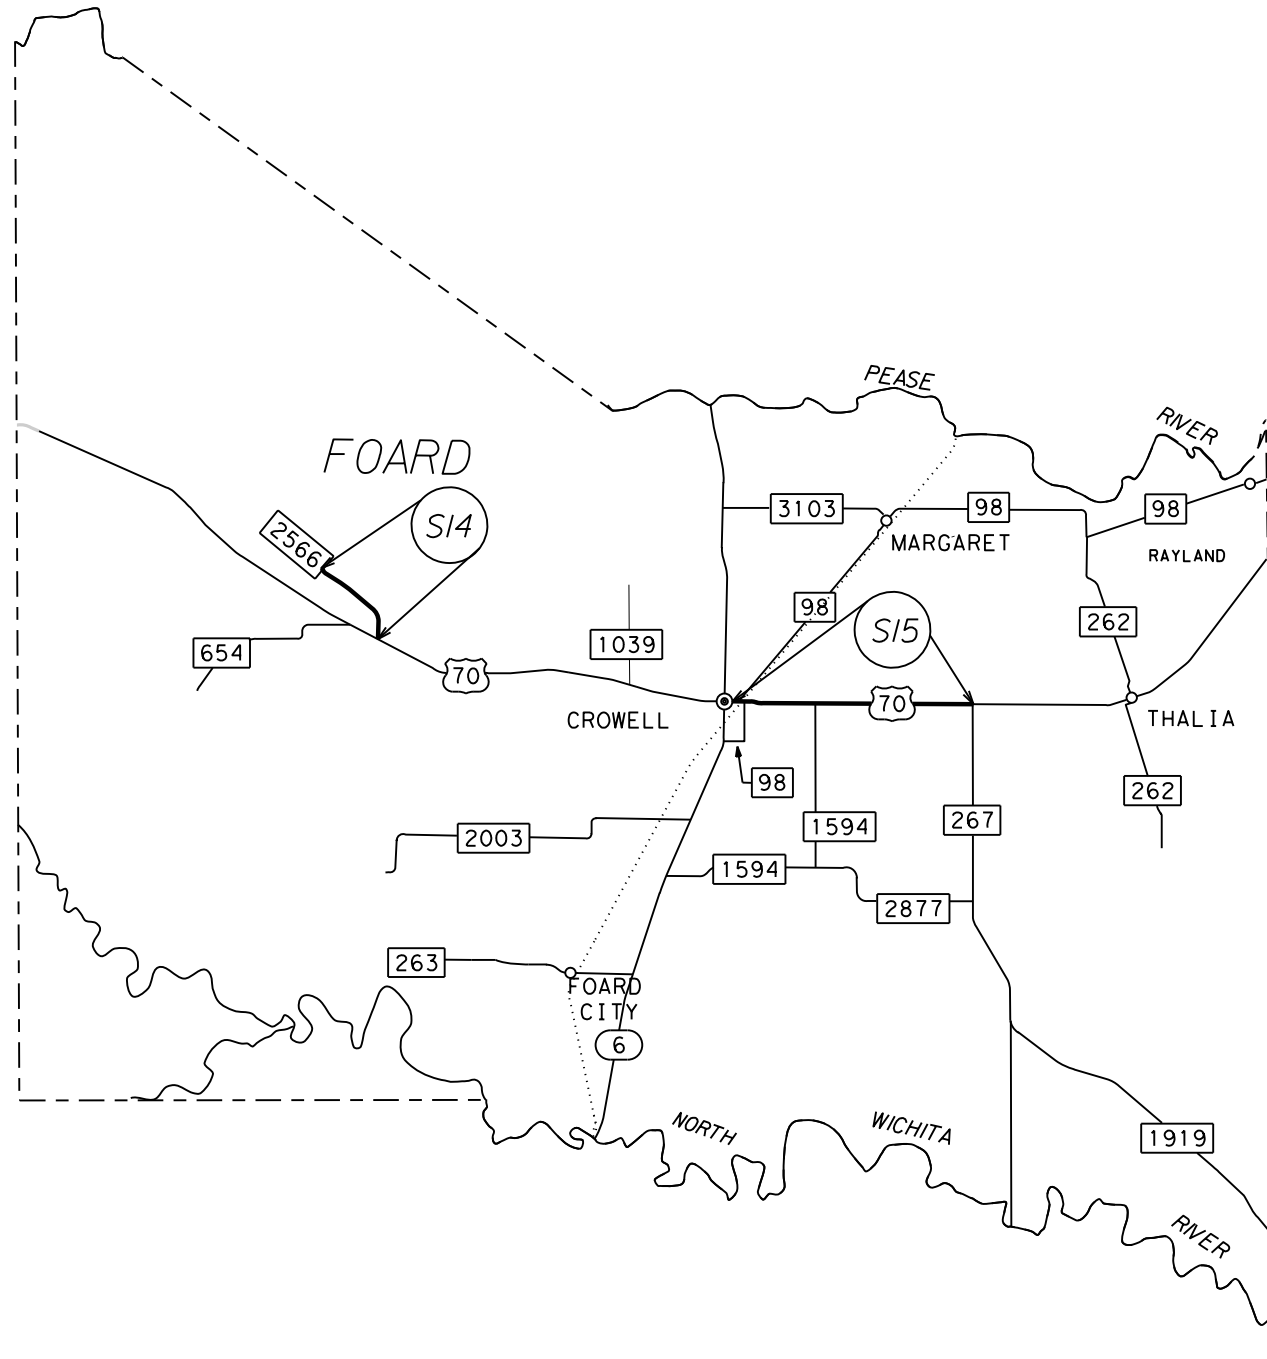 PEASE
RIVER
FOARD
S14
2566
3103
98
98
MARGARET
RAYLAND
98
S15
262
1039
654
70
70
CROWELL
THALIA
98
262
2003
1594
267
1594
2877
263
FOARD
CITY
6
NORTH
WICHITA
1919
RIVER